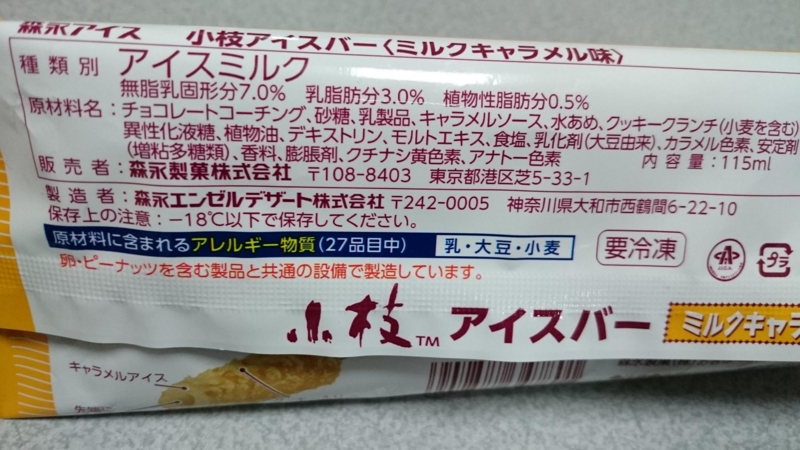 森永アイス 小枝アイスバー〈ミルクキャラメル味〉
種類別 アイスミルク
無脂乳固形分7.0% 乳脂肪分3.0% 植物性脂肪分0.5%
原材料名：チョコレートコーチング、砂糖、乳製品、キャラメルソース、水あめ、クッキークランチ(小麦を含む)
異性化液糖、植物油、デキストリン、モルトエキス、食塩、乳化剤(大豆由来)、カラメル色素、安定剤
(増粘多糖類)、香料、膨脹剤、クチナシ黄色素、アナトー色素 内容量：115ml
販売者：森永製菓株式会社 〒108-8403 東京都港区芝5-33-1
製造者：森永エンゼルデザート株式会社 〒242-0005 神奈川県大和市西鶴間6-22-10
保存上の注意：－18℃以下で保存してください。
原材料に含まれるアレルギー物質(27品目中) 乳・大豆・小麦
要冷凍
プラ
卵・ピーナッツを含む製品と共通の設備で製造しています。
小枝™ アイスバー ミルクキャラ
キャラメルアイス